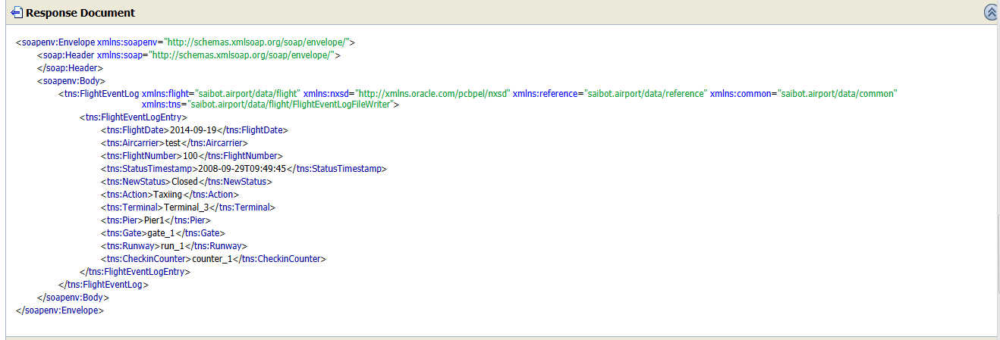 Response Document
<soapenv:Envelope xmlns:soapenv="http://schemas.xmlsoap.org/soap/envelope/">
<soap:Header xmlns:soap="http://schemas.xmlsoap.org/soap/envelope/">
</soap:Header>
<soapenv:Body>
<tns:FlightEventLog xmlns:flight="saibot.airport/data/flight" xmlns:nxsd="http://xmlns.oracle.com/pcbpel/nxsd" xmlns:reference="saibot.airport/data/reference" xmlns:common="saibot.airport/data/common"
xmlns:tns="saibot.airport/data/flight/FlightEventLogFileWriter">
<tns:FlightEventLogEntry>
<tns:FlightDate>2014-09-19</tns:FlightDate>
<tns:Aircarrier>test</tns:Aircarrier>
<tns:FlightNumber>100</tns:FlightNumber>
<tns:StatusTimestamp>2008-09-29T09:49:45</tns:StatusTimestamp>
<tns:NewStatus>Closed</tns:NewStatus>
<tns:Action>Taxiing</tns:Action>
<tns:Terminal>Terminal_3</tns:Terminal>
<tns:Pier>Pier1</tns:Pier>
<tns:Gate>gate_1</tns:Gate>
<tns:Runway>run_1</tns:Runway>
<tns:CheckinCounter>counter_1</tns:CheckinCounter>
</tns:FlightEventLogEntry>
</tns:FlightEventLog>
</soapenv:Body>
</soapenv:Envelope>